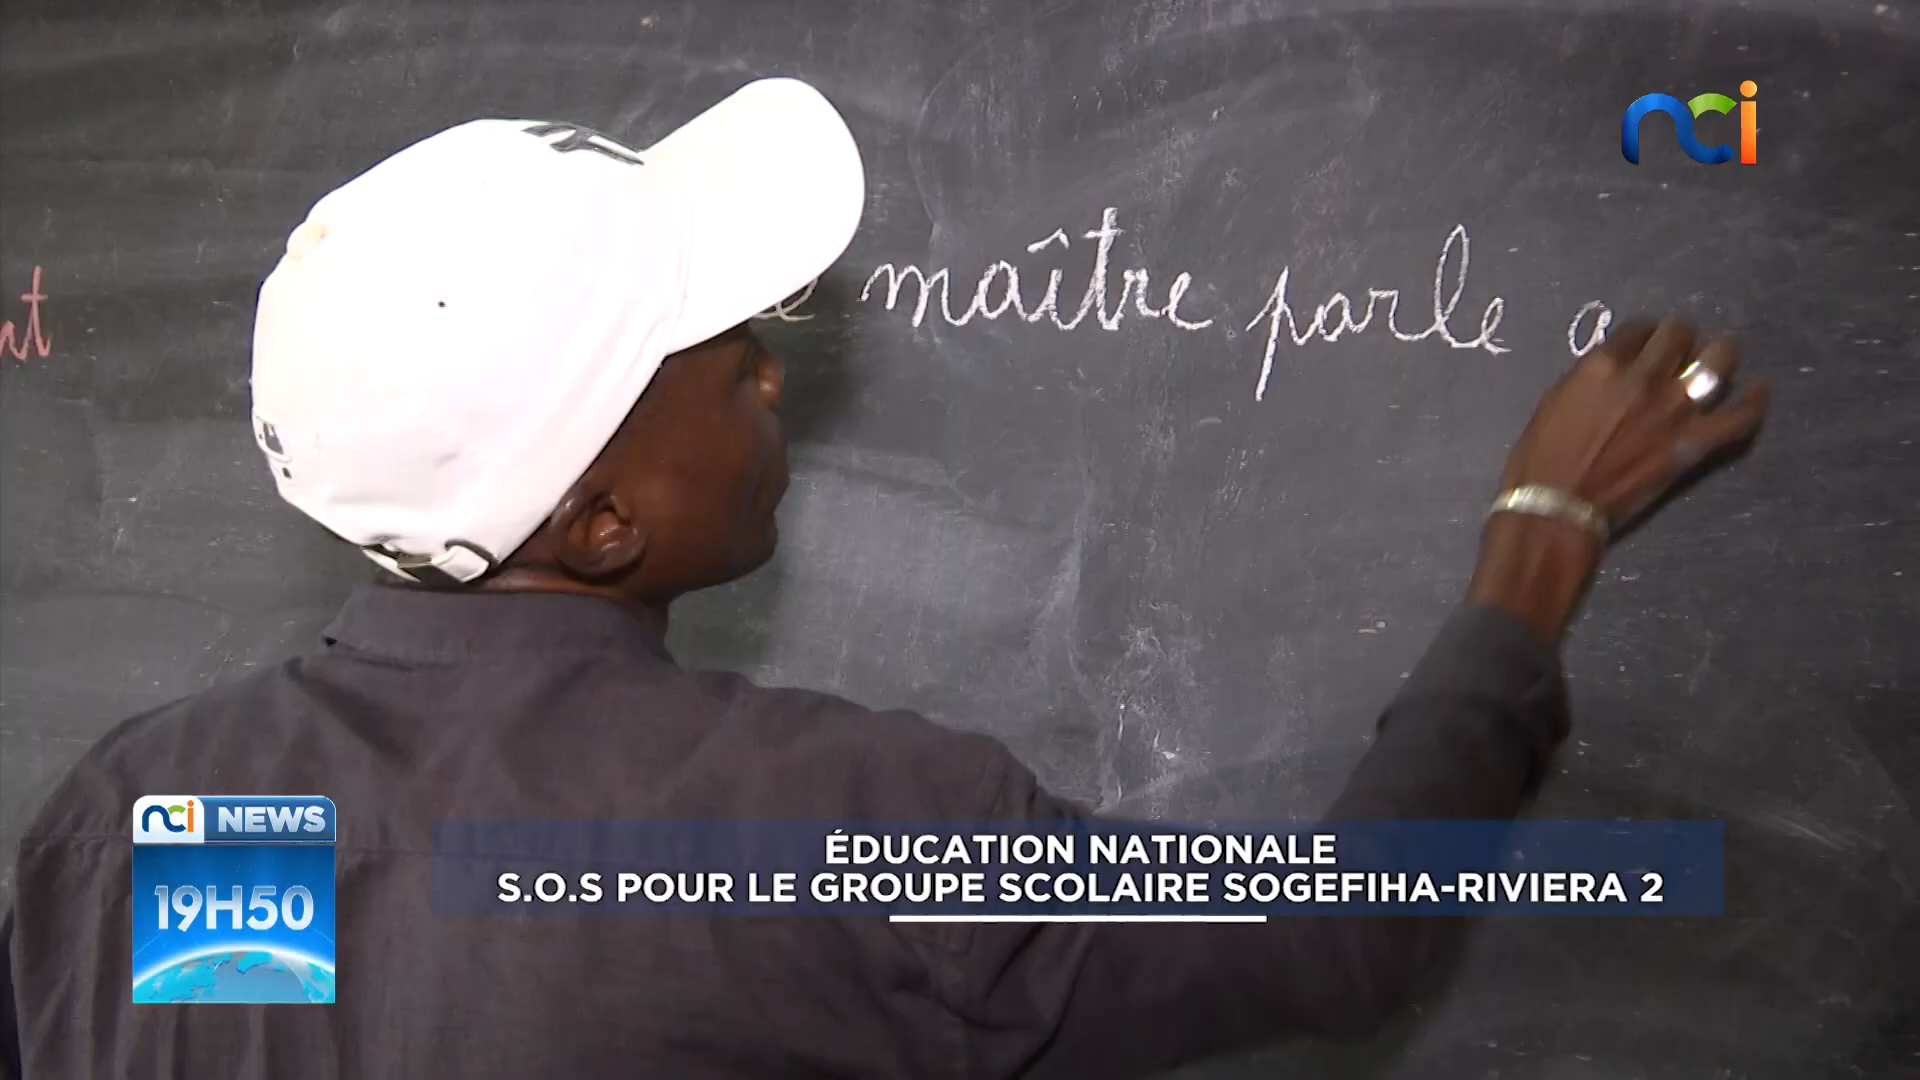 nci
maître parle a
nci NEWS
19H50
ÉDUCATION NATIONALE
S.O.S POUR LE GROUPE SCOLAIRE SOGEFIHA-RIVIERA 2